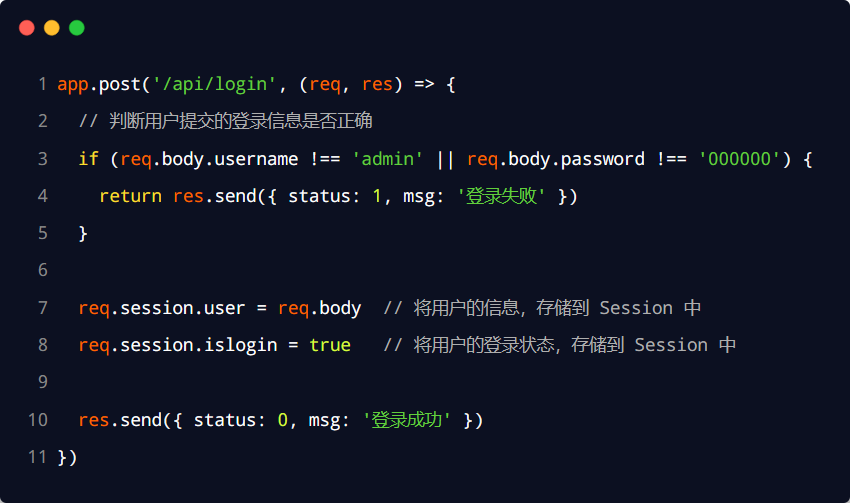 1 app.post('/api/login', (req, res) => {
2 // 判断用户提交的登录信息是否正确
3 if (req.body.username !== 'admin' || req.body.password !== '000000') {
4 return res.send({ status: 1, msg: '登录失败' })
5 }
6
7 req.session.user = req.body // 将用户的信息，存储到 Session 中
8 req.session.islogin = true // 将用户的登录状态，存储到 Session 中
9
10 res.send({ status: 0, msg: '登录成功' })
11 })